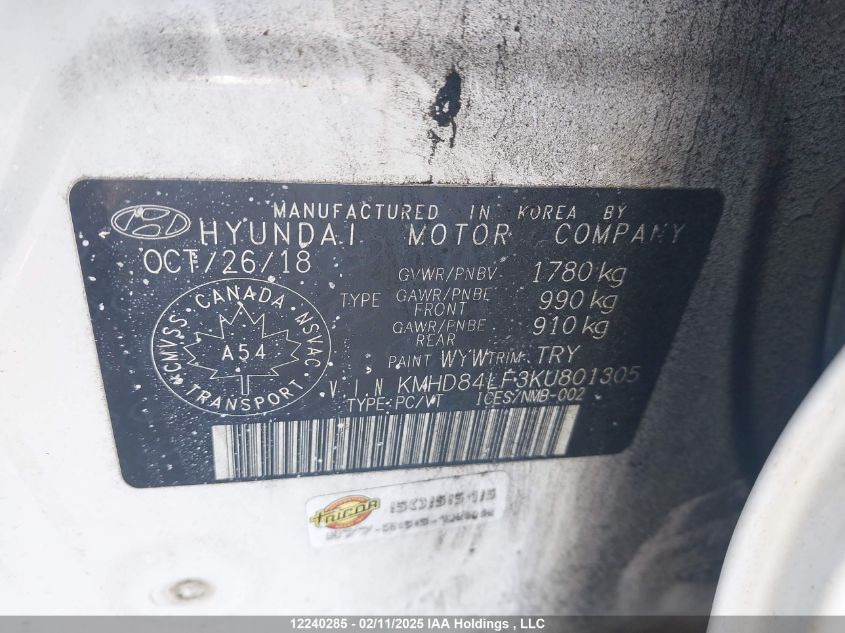 MANUFACTURED IN KOREA BY
HYUNDAI MOTOR COMPANY
OCT/26/18
GVWR/PNBV 1780 kg
TYPE GAWR/PNBE FRONT 990 kg
GAWR/PNBE REAR 910 kg
PAINT WYW TRIM TRY
V I N KMHD84LF3KU801305
TYPE:PC/VT ICES/NMB-002
CANADA
CMVSS NSVAC
A54
TRANSPORT
TRICOR
12240285 - 02/11/2025 IAA Holdings , LLC